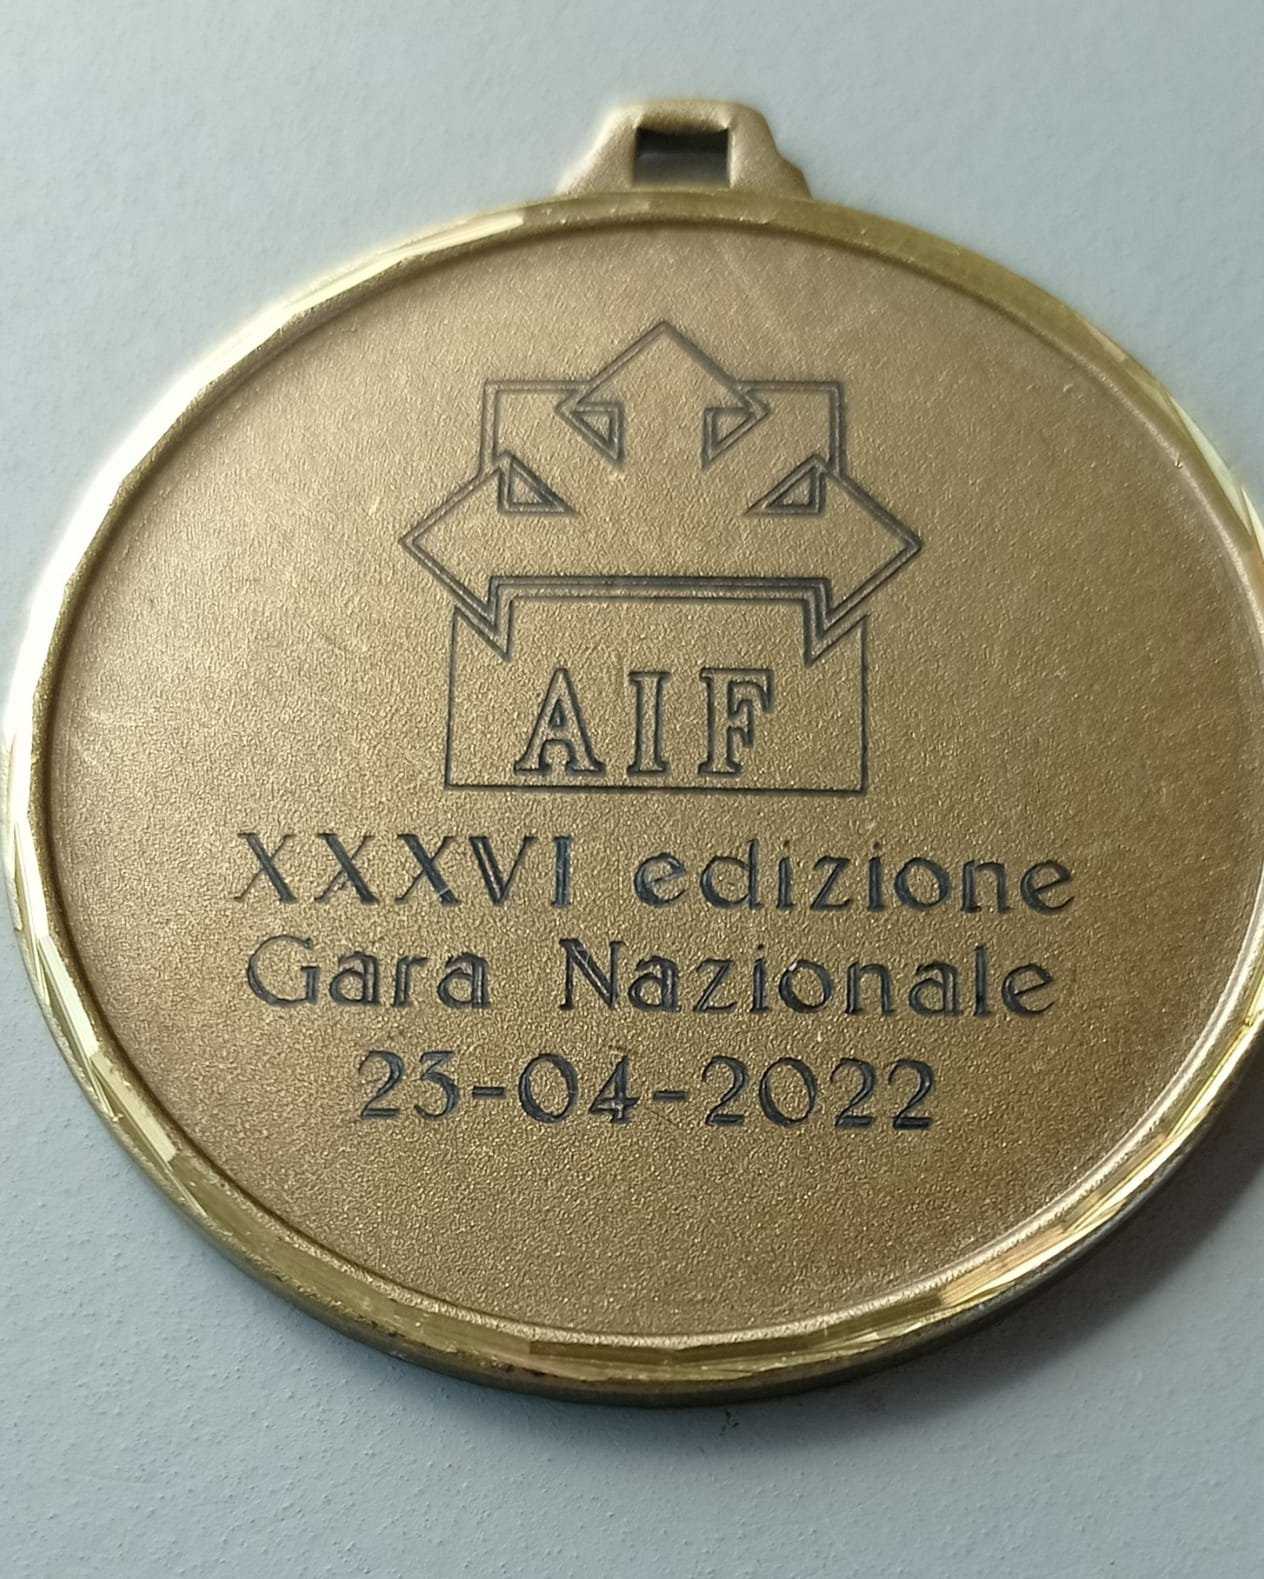 AIF
XXXVI edizione
Gara Nazionale
23-04-2022